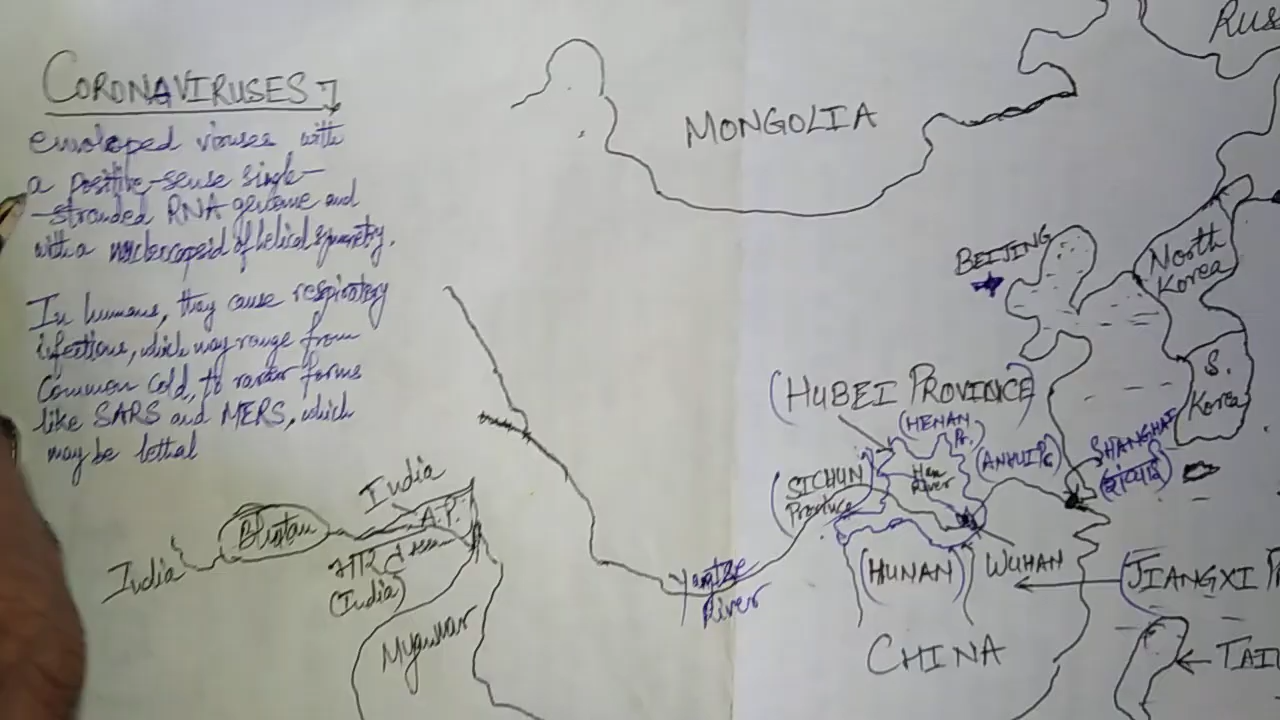 CORONAVIRUSES
enveloped viruses with
a positive-sense single-
-stranded RNA genome and
with a nucleocapsid of helical symmetry.
In humans, they cause respiratory
infections, which may range from
Common Cold, to rarer forms
like SARS and MERS, which
may be lethal
Russ
MONGOLIA
BEIJING
North
Korea
S.
Korea
(HUBEI PROVINCE)
(HENAN
Pr.
(ANHUI Pr.)
SHANGHAI
(शंघाई)
(SICHUN
Province)
Han
River
India
A.P.
Bhutan
India
(India)
Myanmar
Yangtze
River
(HUNAN)
WUHAN
JIANGXI P
CHINA
TAI